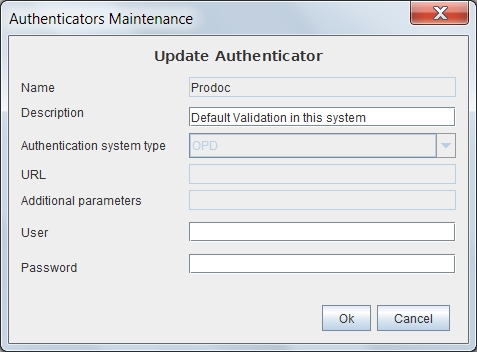 Authenticators Maintenance
Update Authenticator
Name Prodoc
Description Default Validation in this system
Authentication system type OPD
URL
Additional parameters
User
Password
Ok Cancel